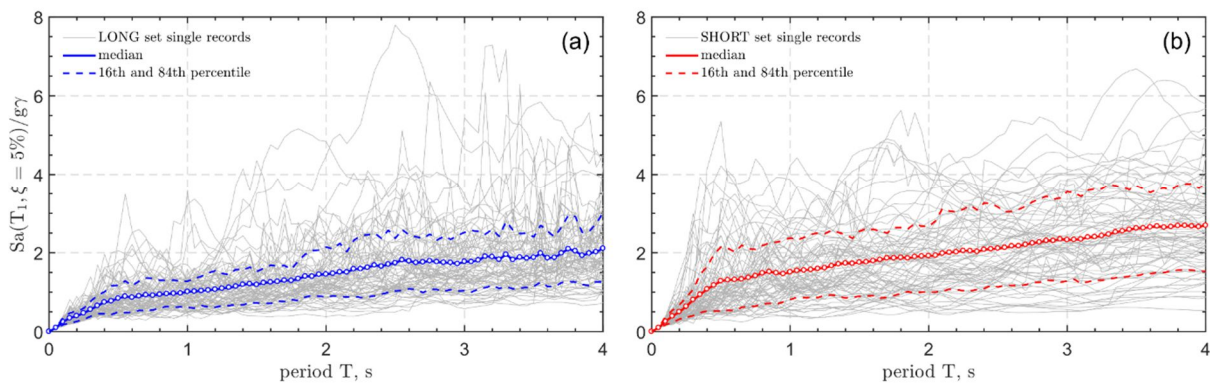 8
6
4
2
0
Sa(T₁, ξ = 5%)/gγ
LONG set single records
median
16th and 84th percentile
(a)
0 1 2 3 4
period T, s
8
6
4
2
0
SHORT set single records
median
16th and 84th percentile
(b)
0 1 2 3 4
period T, s